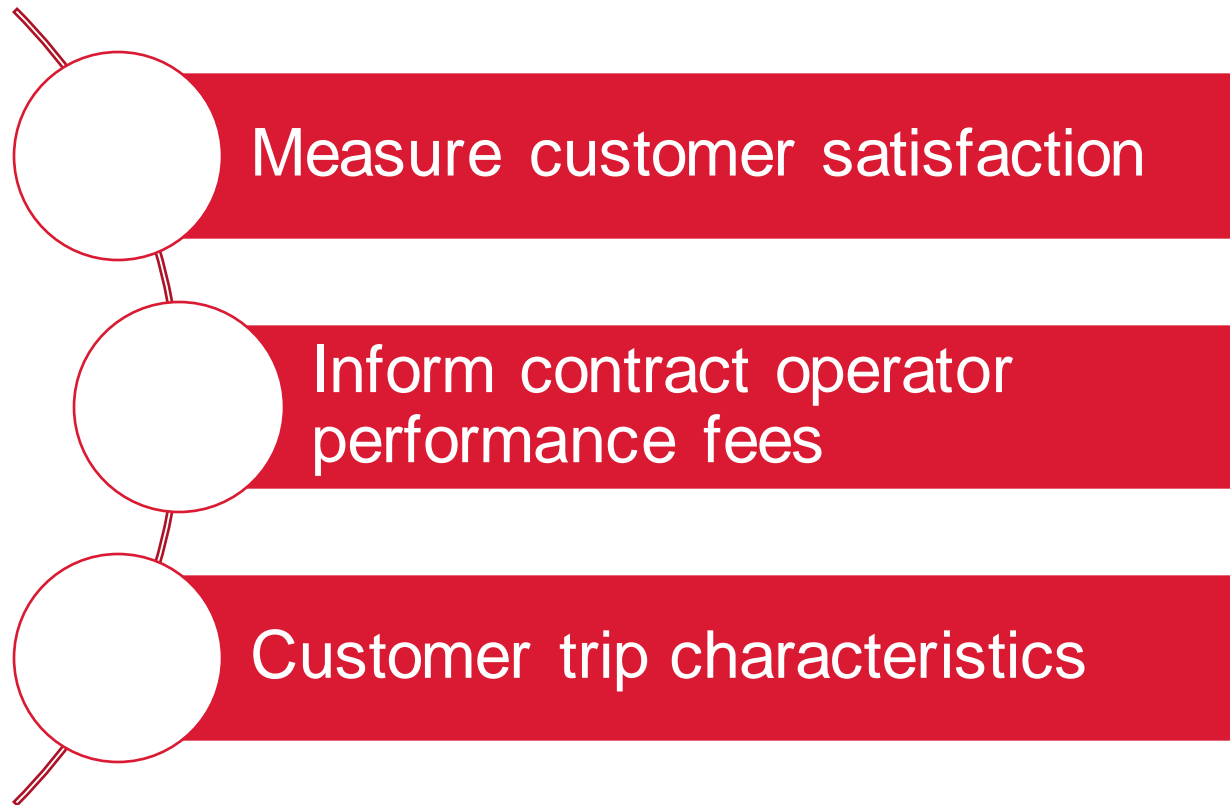 Measure customer satisfaction
Inform contract operator
performance fees
Customer trip characteristics